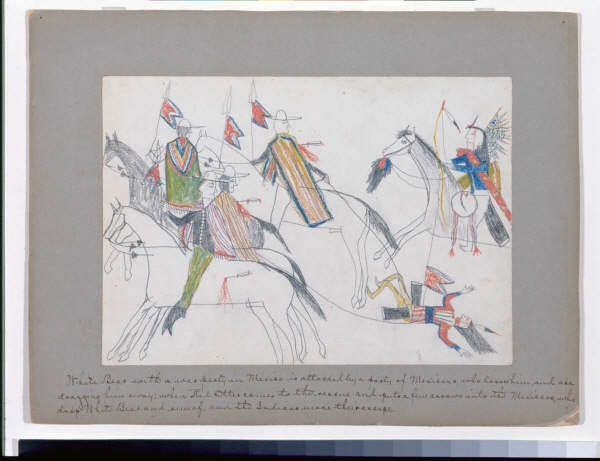 White Bear with a war party in Mexico is attacked by a party of Mexicans, who lasso him and are
dragging him away; when Red Otter comes to the rescue and puts a few arrows into the Mexicans, who
drop White Bear and run off and the Indians make their escape